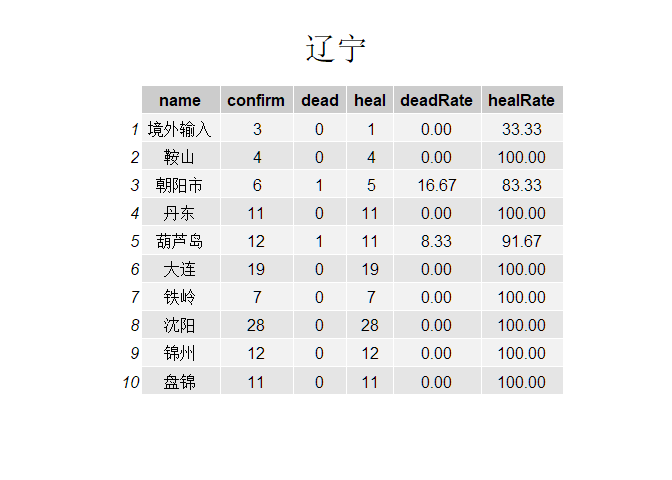 辽宁
name confirm dead heal deadRate healRate
1 境外输入 3 0 1 0.00 33.33
2 鞍山 4 0 4 0.00 100.00
3 朝阳市 6 1 5 16.67 83.33
4 丹东 11 0 11 0.00 100.00
5 葫芦岛 12 1 11 8.33 91.67
6 大连 19 0 19 0.00 100.00
7 铁岭 7 0 7 0.00 100.00
8 沈阳 28 0 28 0.00 100.00
9 锦州 12 0 12 0.00 100.00
10 盘锦 11 0 11 0.00 100.00